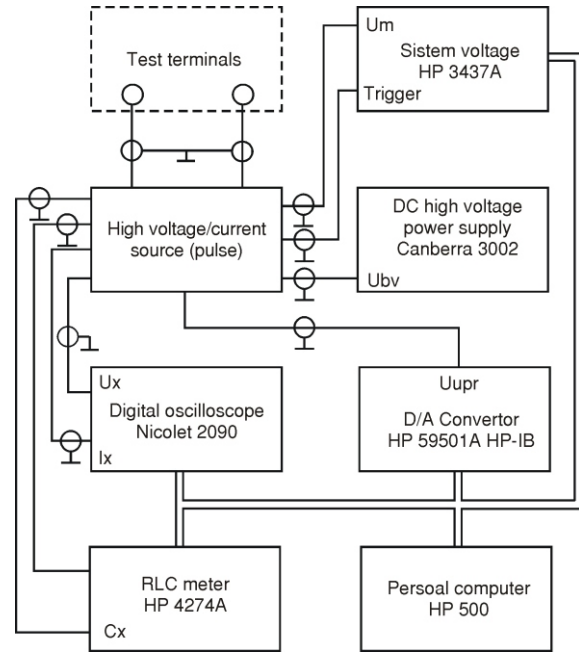 Test terminals
Um
Sistem voltage
HP 3437A
Trigger
High voltage/current
source (pulse)
DC high voltage
power supply
Canberra 3002
Ubv
Ux
Digital oscilloscope
Nicolet 2090
Ix
Uupr
D/A Convertor
HP 59501A HP-IB
RLC meter
HP 4274A
Cx
Persoal computer
HP 500